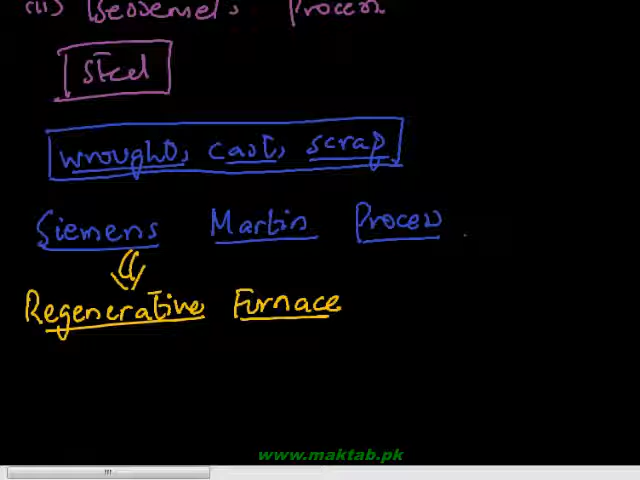 (ii) Bessemer's Process
Steel
wrought, cast, scrap
Siemens Martin Process
Regenerative Furnace
www.maktab.pk